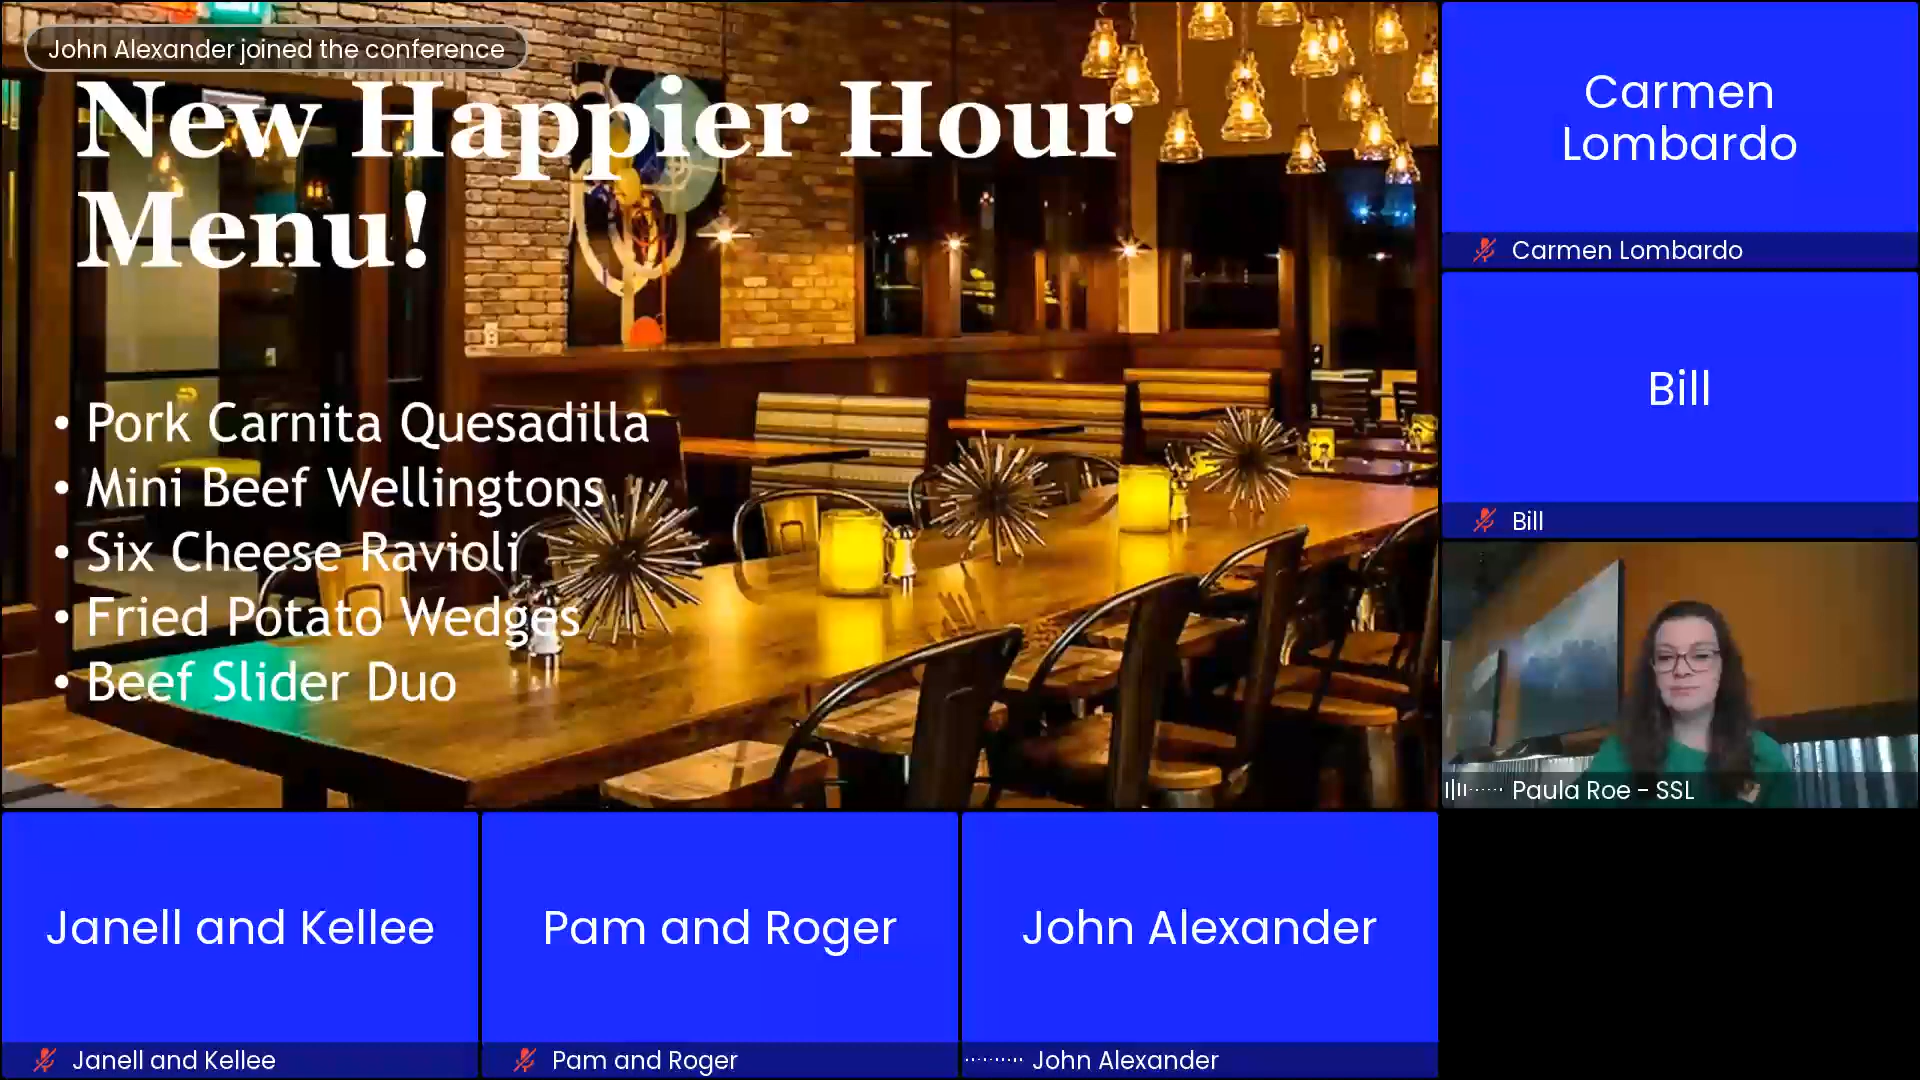 John Alexander joined the conference
New Happier Hour
Menu!
• Pork Carnita Quesadilla
• Mini Beef Wellingtons
• Six Cheese Ravioli
• Fried Potato Wedges
• Beef Slider Duo
Carmen
Lombardo
Carmen Lombardo
Bill
Bill
Paula Roe - SSL
Janell and Kellee
Janell and Kellee
Pam and Roger
Pam and Roger
John Alexander
John Alexander